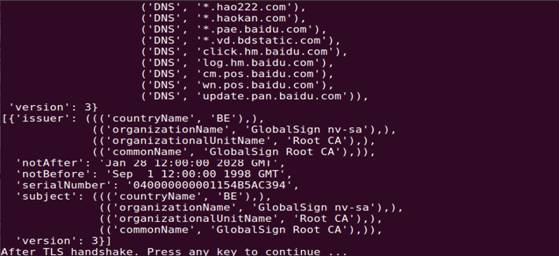 ('DNS', '*.hao222.com'),
('DNS', '*.haokan.com'),
('DNS', '*.pae.baidu.com'),
('DNS', '*.vd.bdstatic.com'),
('DNS', 'click.hm.baidu.com'),
('DNS', 'log.hm.baidu.com'),
('DNS', 'cm.pos.baidu.com'),
('DNS', 'wn.pos.baidu.com'),
('DNS', 'update.pan.baidu.com')),
'version': 3}
[{'issuer': ((('countryName', 'BE'),),
(('organizationName', 'GlobalSign nv-sa'),),
(('organizationalUnitName', 'Root CA'),),
(('commonName', 'GlobalSign Root CA'),)),
'notAfter': 'Jan 28 12:00:00 2028 GMT',
'notBefore': 'Sep  1 12:00:00 1998 GMT',
'serialNumber': '040000000001154B5AC394',
'subject': ((('countryName', 'BE'),),
(('organizationName', 'GlobalSign nv-sa'),),
(('organizationalUnitName', 'Root CA'),),
(('commonName', 'GlobalSign Root CA'),)),
'version': 3}]
After TLS handshake. Press any key to continue ...